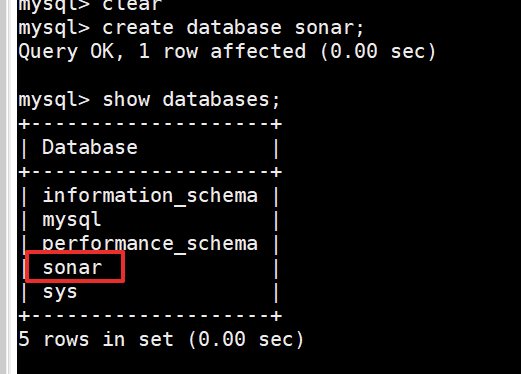 mysql> clear
mysql> create database sonar;
Query OK, 1 row affected (0.00 sec)

mysql> show databases;
+--------------------+
| Database           |
+--------------------+
| information_schema |
| mysql              |
| performance_schema |
| sonar              |
| sys                |
+--------------------+
5 rows in set (0.00 sec)